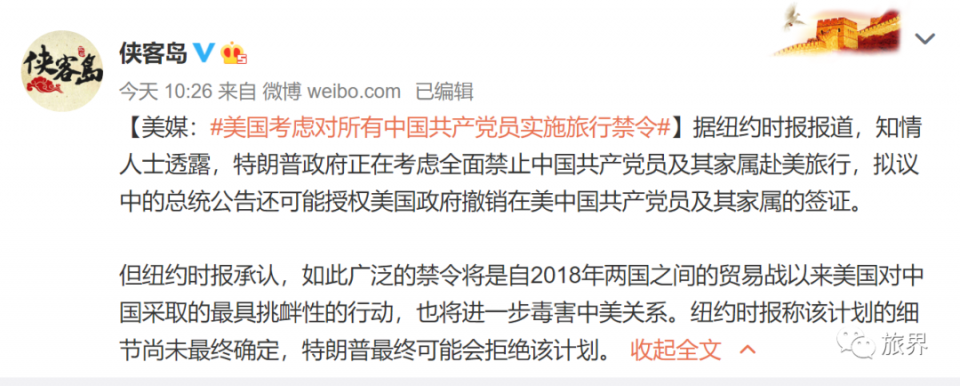 侠客岛
侠客岛
今天 10:26 来自 微博 weibo.com 已编辑
【美媒：#美国考虑对所有中国共产党员实施旅行禁令#】据纽约时报报道，知情
人士透露，特朗普政府正在考虑全面禁止中国共产党员及其家属赴美旅行，拟议
中的总统公告还可能授权美国政府撤销在美中国共产党员及其家属的签证。
但纽约时报承认，如此广泛的禁令将是自2018年两国之间的贸易战以来美国对中
国采取的最具挑衅性的行动，也将进一步毒害中美关系。纽约时报称该计划的细
节尚未最终确定，特朗普最终可能会拒绝该计划。 收起全文
旅界